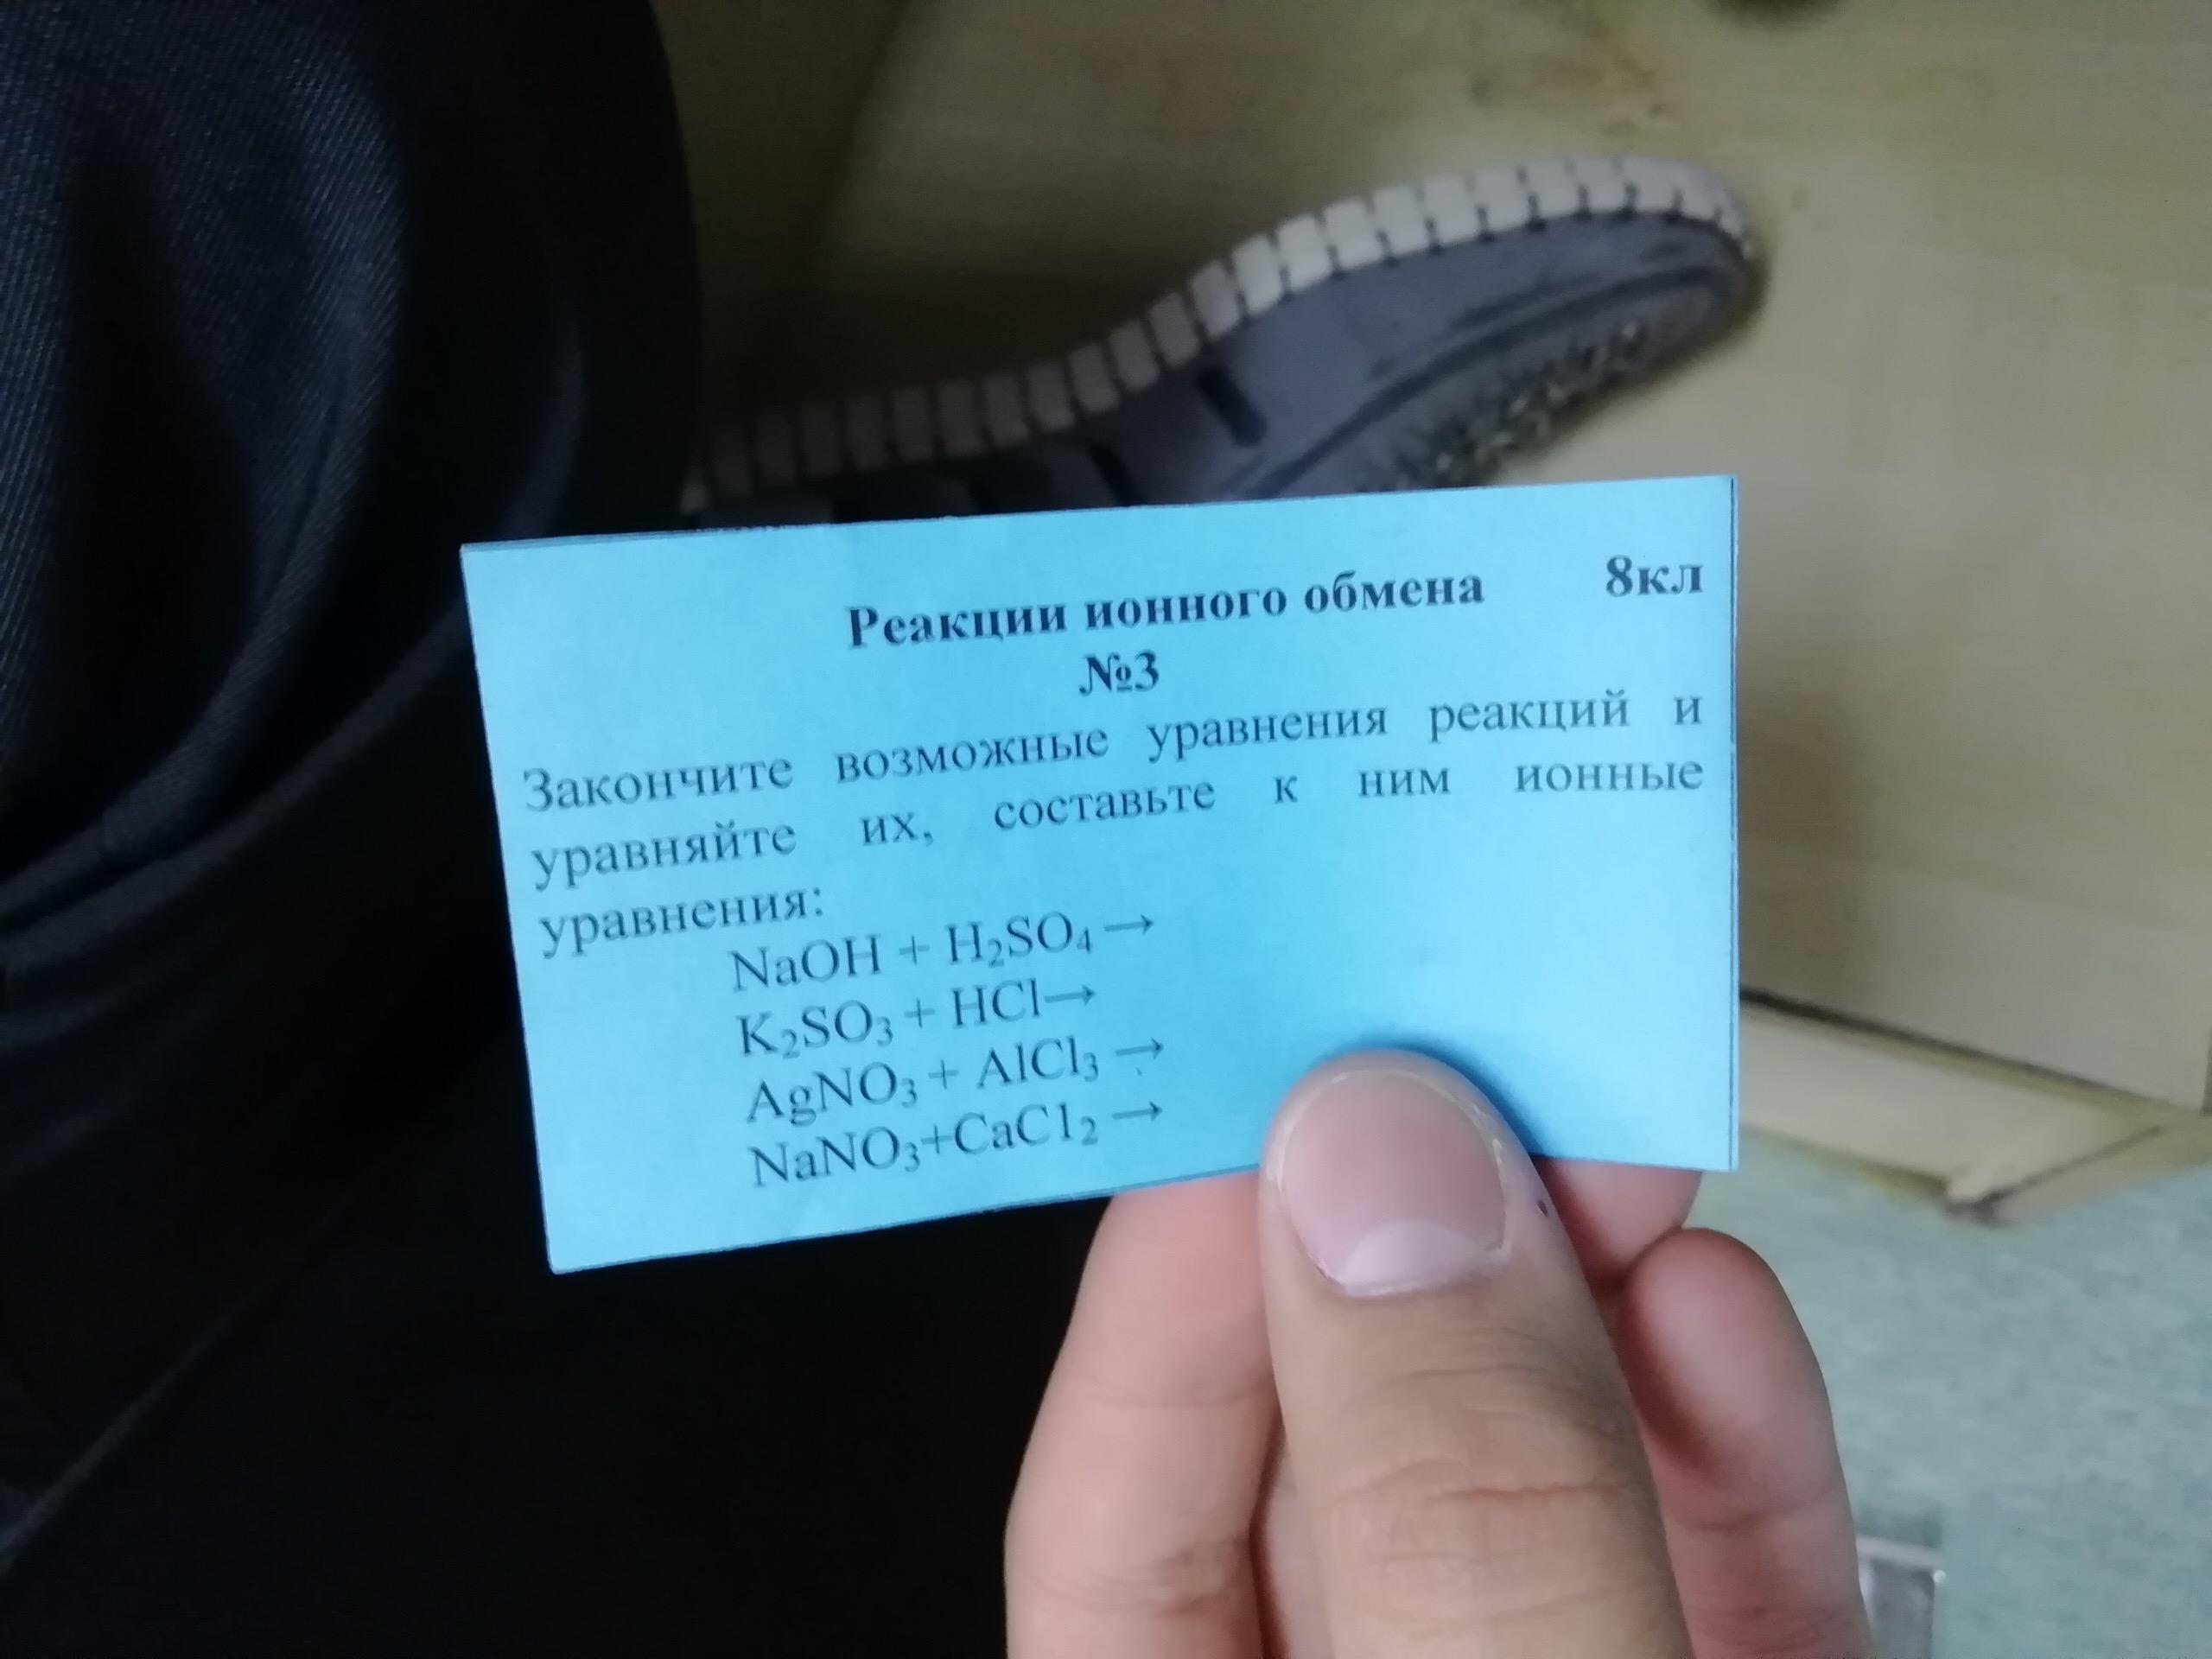 Реакции ионного обмена 8кл
№3
Закончите возможные уравнения реакций и
уравняйте их, составьте к ним ионные
уравнения:
NaOH + H₂SO₄ →
K₂SO₃ + HCl→
AgNO₃ + AlCl₃ →
NaNO₃+CaC1₂ →